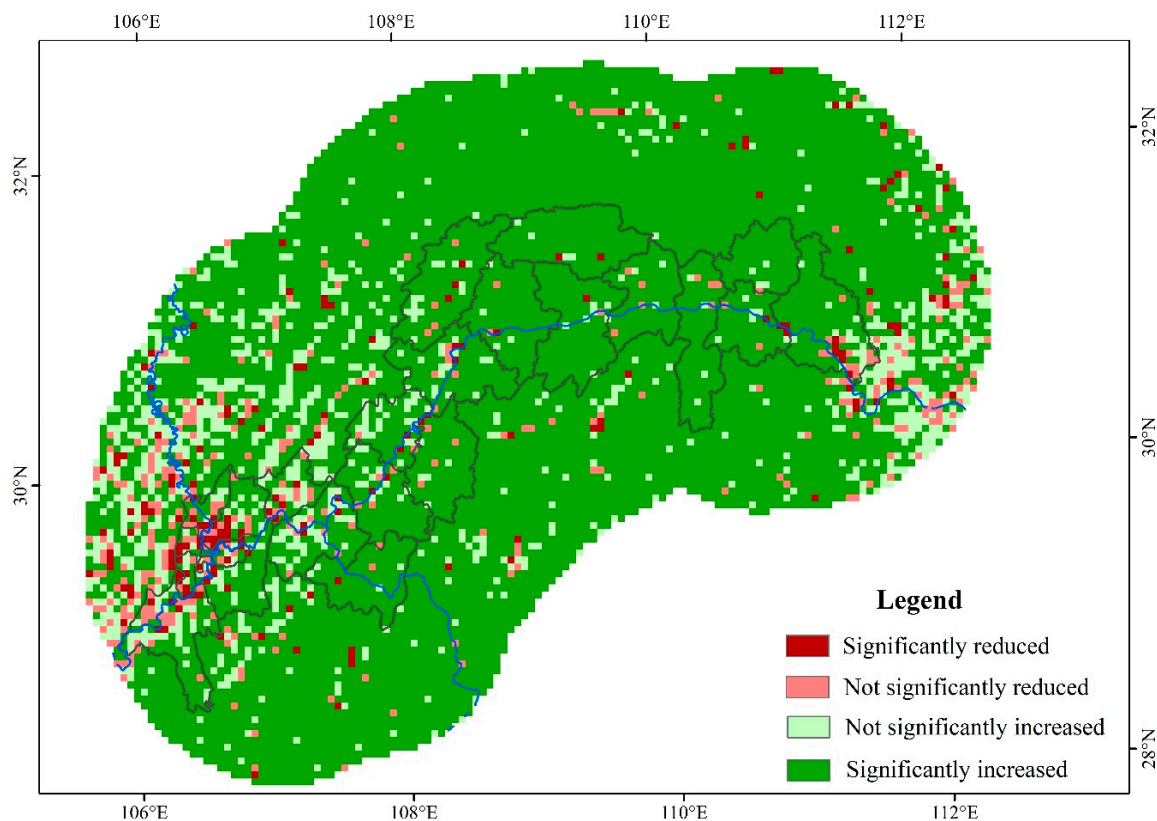 106°E 108°E 110°E 112°E
32°N 32°N
30°N 30°N
28°N
Legend
Significantly reduced
Not significantly reduced
Not significantly increased
Significantly increased
106°E 108°E 110°E 112°E